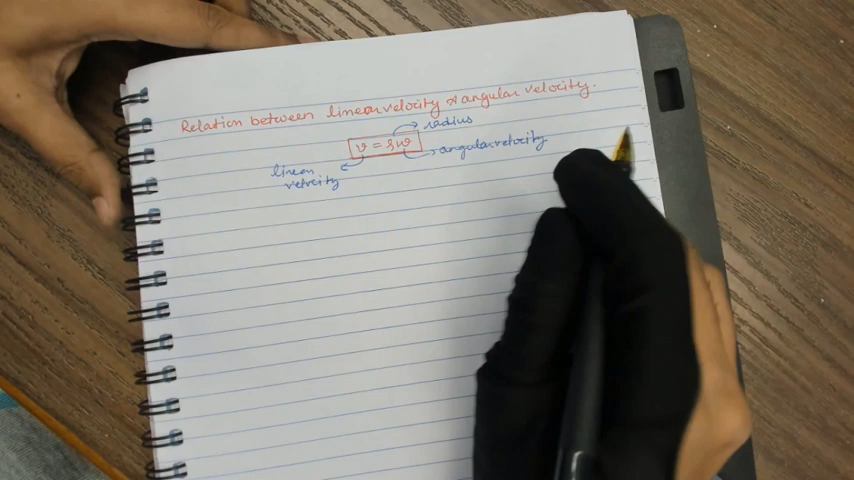 Relation between linear velocity & angular velocity.
radius
v = rω
angular velocity
linear
velocity